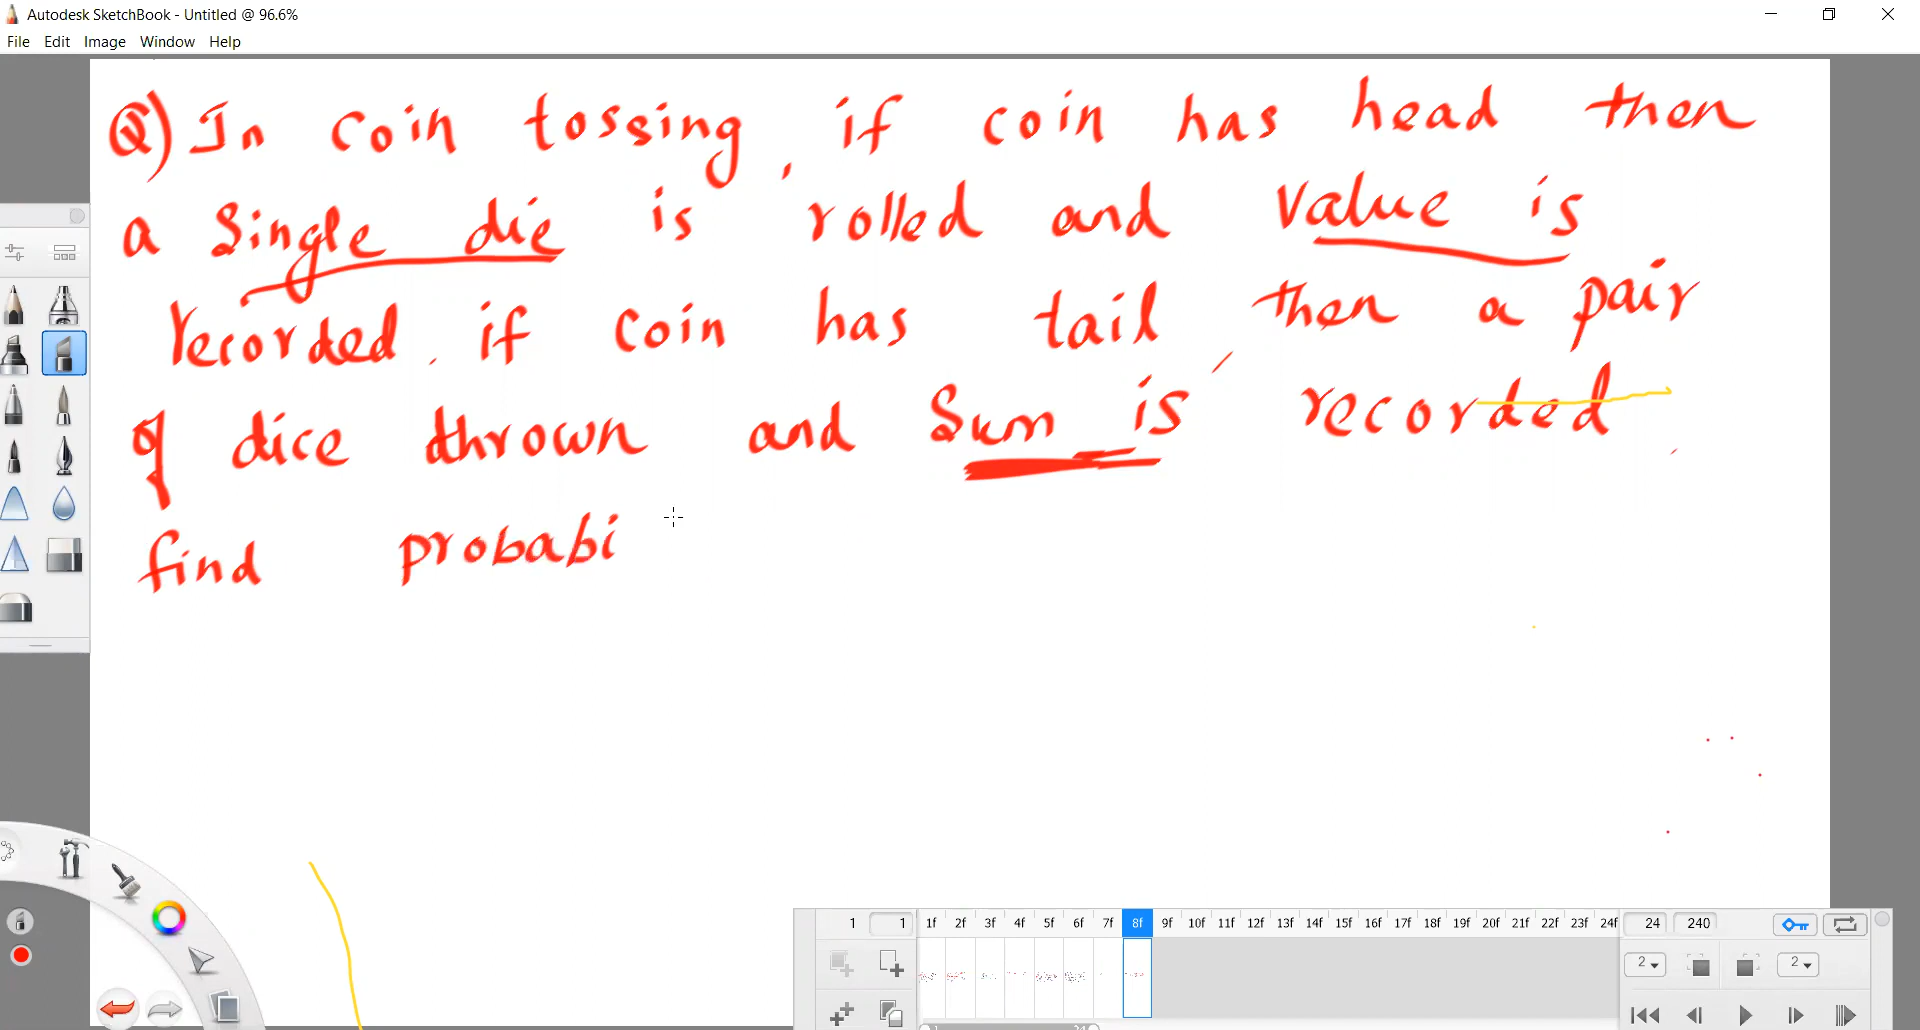 Autodesk SketchBook - Untitled @ 96.6%
File Edit Image Window Help
Q) In coin tossing, if coin has head then
a single die is rolled and value is
recorded. if coin has tail, then a pair
of dice thrown and sum is recorded.
find probabi
1 1 1f 2f 3f 4f 5f 6f 7f 8f 9f 10f 11f 12f 13f 14f 15f 16f 17f 18f 19f 20f 21f 22f 23f 24f 24 240
2 2